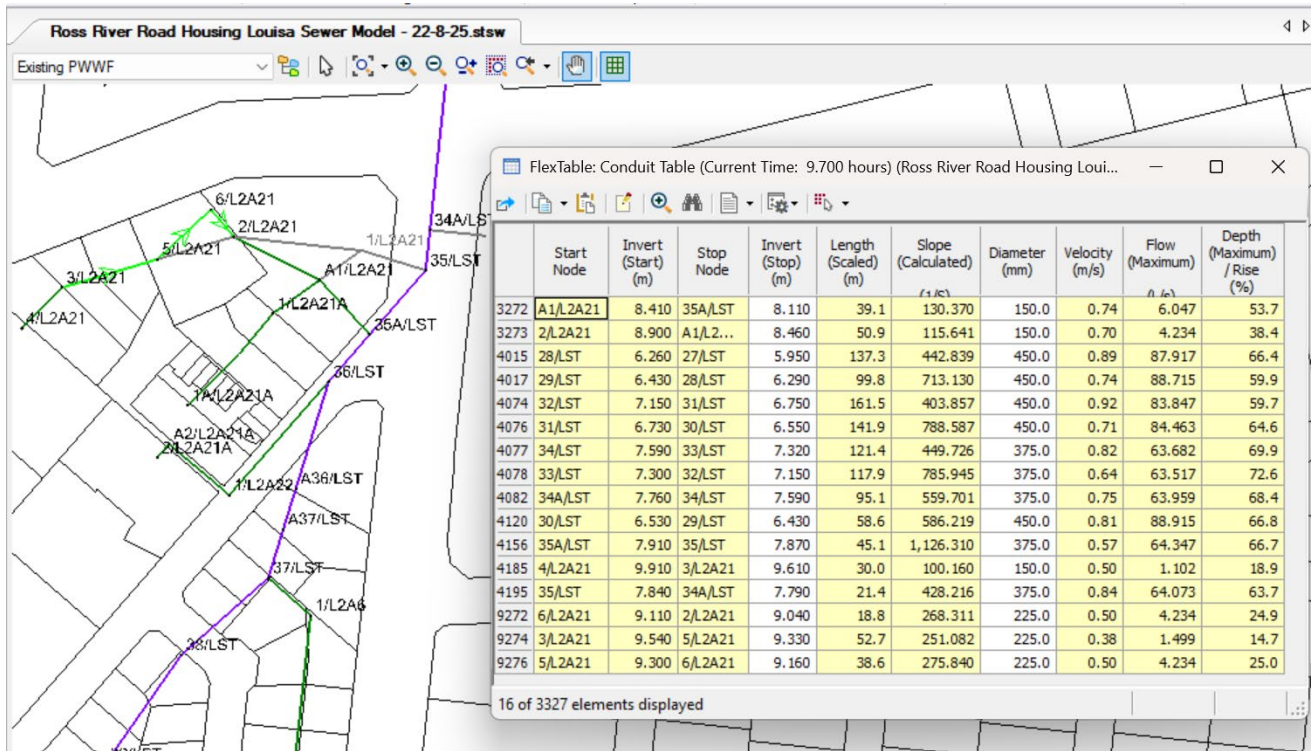 Ross River Road Housing Louisa Sewer Model - 22-8-25.stsw
Existing PWWF
6/L2A21
2/L2A21
1/L2A21
34A/LST
5/L2A21
35/LST
3/L2A21
A1/L2A21
4/L2A21
1/L2A21A
35A/LST
36/LST
1A/L2A21A
A2/L2A21A
2/L2A21A
1/L2A22
A36/LST
A37/LST
37/LST
1/L2A6
38/LST
FlexTable: Conduit Table (Current Time: 9.700 hours) (Ross River Road Housing Loui...
Start Node Invert (Start) (m) Stop Node Invert (Stop) (m) Length (Scaled) (m) Slope (Calculated) (1/S) Diameter (mm) Velocity (m/s) Flow (Maximum) (L/s) Depth (Maximum) / Rise (%)
3272 A1/L2A21 8.410 35A/LST 8.110 39.1 130.370 150.0 0.74 6.047 53.7
3273 2/L2A21 8.900 A1/L2... 8.460 50.9 115.641 150.0 0.70 4.234 38.4
4015 28/LST 6.260 27/LST 5.950 137.3 442.839 450.0 0.89 87.917 66.4
4017 29/LST 6.430 28/LST 6.290 99.8 713.130 450.0 0.74 88.715 59.9
4074 32/LST 7.150 31/LST 6.750 161.5 403.857 450.0 0.92 83.847 59.7
4076 31/LST 6.730 30/LST 6.550 141.9 788.587 450.0 0.71 84.463 64.6
4077 34/LST 7.590 33/LST 7.320 121.4 449.726 375.0 0.82 63.682 69.9
4078 33/LST 7.300 32/LST 7.150 117.9 785.945 375.0 0.64 63.517 72.6
4082 34A/LST 7.760 34/LST 7.590 95.1 559.701 375.0 0.75 63.959 68.4
4120 30/LST 6.530 29/LST 6.430 58.6 586.219 450.0 0.81 88.915 66.8
4156 35A/LST 7.910 35/LST 7.870 45.1 1,126.310 375.0 0.57 64.347 66.7
4185 4/L2A21 9.910 3/L2A21 9.610 30.0 100.160 150.0 0.50 1.102 18.9
4195 35/LST 7.840 34A/LST 7.790 21.4 428.216 375.0 0.84 64.073 63.7
9272 6/L2A21 9.110 2/L2A21 9.040 18.8 268.311 225.0 0.50 4.234 24.9
9274 3/L2A21 9.540 5/L2A21 9.330 52.7 251.082 225.0 0.38 1.499 14.7
9276 5/L2A21 9.300 6/L2A21 9.160 38.6 275.840 225.0 0.50 4.234 25.0
16 of 3327 elements displayed